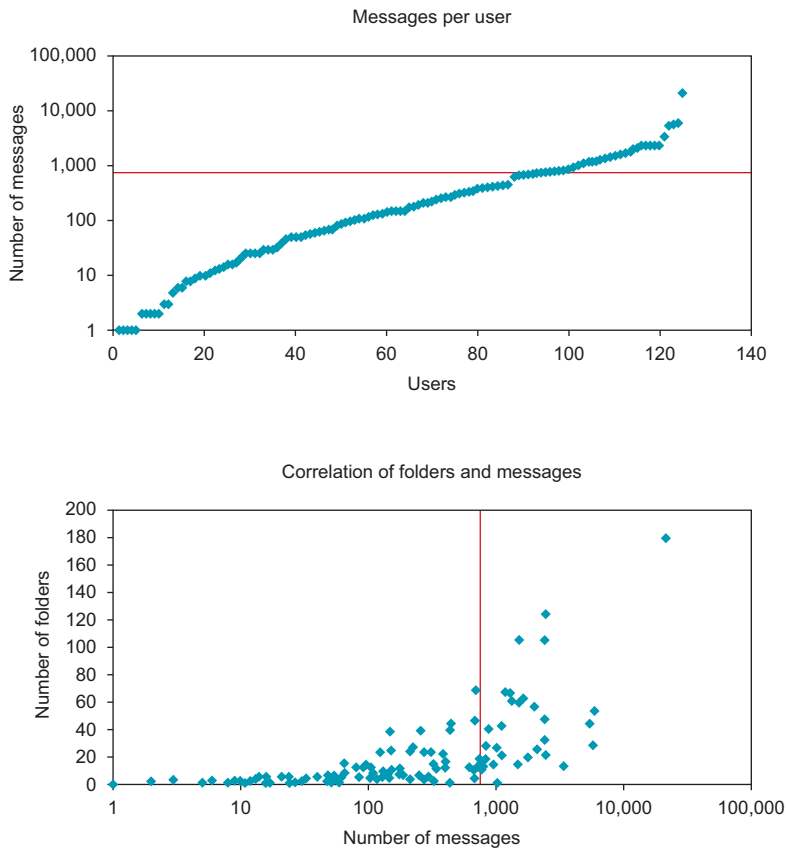 Messages per user
100,000
10,000
1,000
100
10
1
0 20 40 60 80 100 120 140
Number of messages
Users
Correlation of folders and messages
200
180
160
140
120
100
80
60
40
20
0
1 10 100 1,000 10,000 100,000
Number of folders
Number of messages